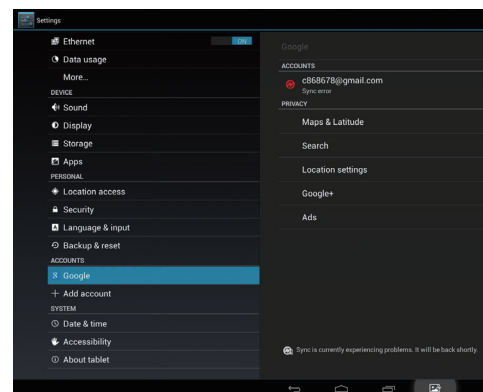 Settings
Ethernet
ON
Data usage
More...
DEVICE
Sound
Display
Storage
Apps
PERSONAL
Location access
Security
Language & input
Backup & reset
ACCOUNTS
Google
Add account
SYSTEM
Date & time
Accessibility
About tablet
Google
ACCOUNTS
c868678@gmail.com
Sync error
PRIVACY
Maps & Latitude
Search
Location settings
Google+
Ads
Sync is currently experiencing problems. It will be back shortly.